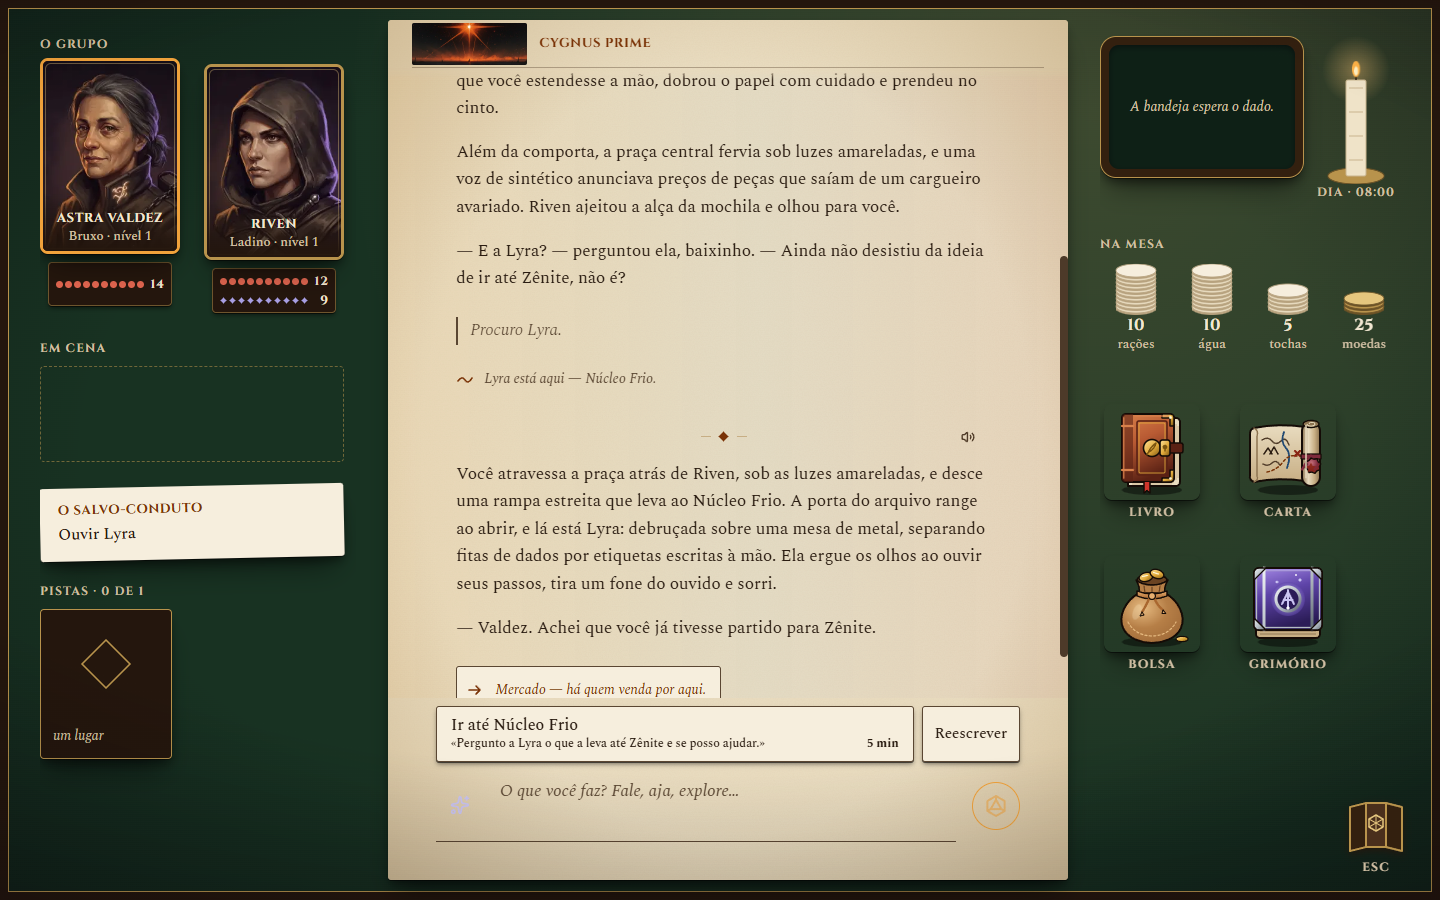 O GRUPO
ASTRA VALDEZ
Bruxo · nível 1
14
RIVEN
Ladino · nível 1
12
9
EM CENA
O SALVO-CONDUTO
Ouvir Lyra
PISTAS · 0 DE 1
um lugar
CYGNUS PRIME
que você estendesse a mão, dobrou o papel com cuidado e prendeu no
cinto.
Além da comporta, a praça central fervia sob luzes amareladas, e uma
voz de sintético anunciava preços de peças que saíam de um cargueiro
avariado. Riven ajeitou a alça da mochila e olhou para você.
— E a Lyra? — perguntou ela, baixinho. — Ainda não desistiu da ideia
de ir até Zênite, não é?
Procuro Lyra.
Lyra está aqui — Núcleo Frio.
Você atravessa a praça atrás de Riven, sob as luzes amareladas, e desce
uma rampa estreita que leva ao Núcleo Frio. A porta do arquivo range
ao abrir, e lá está Lyra: debruçada sobre uma mesa de metal, separando
fitas de dados por etiquetas escritas à mão. Ela ergue os olhos ao ouvir
seus passos, tira um fone do ouvido e sorri.
— Valdez. Achei que você já tivesse partido para Zênite.
Mercado — há quem venda por aqui.
Ir até Núcleo Frio
«Pergunto a Lyra o que a leva até Zênite e se posso ajudar.»
5 min
Reescrever
O que você faz? Fale, aja, explore...
A bandeja espera o dado.
DIA · 08:00
NA MESA
10 10 5 25
rações água tochas moedas
LIVRO CARTA
BOLSA GRIMÓRIO
ESC